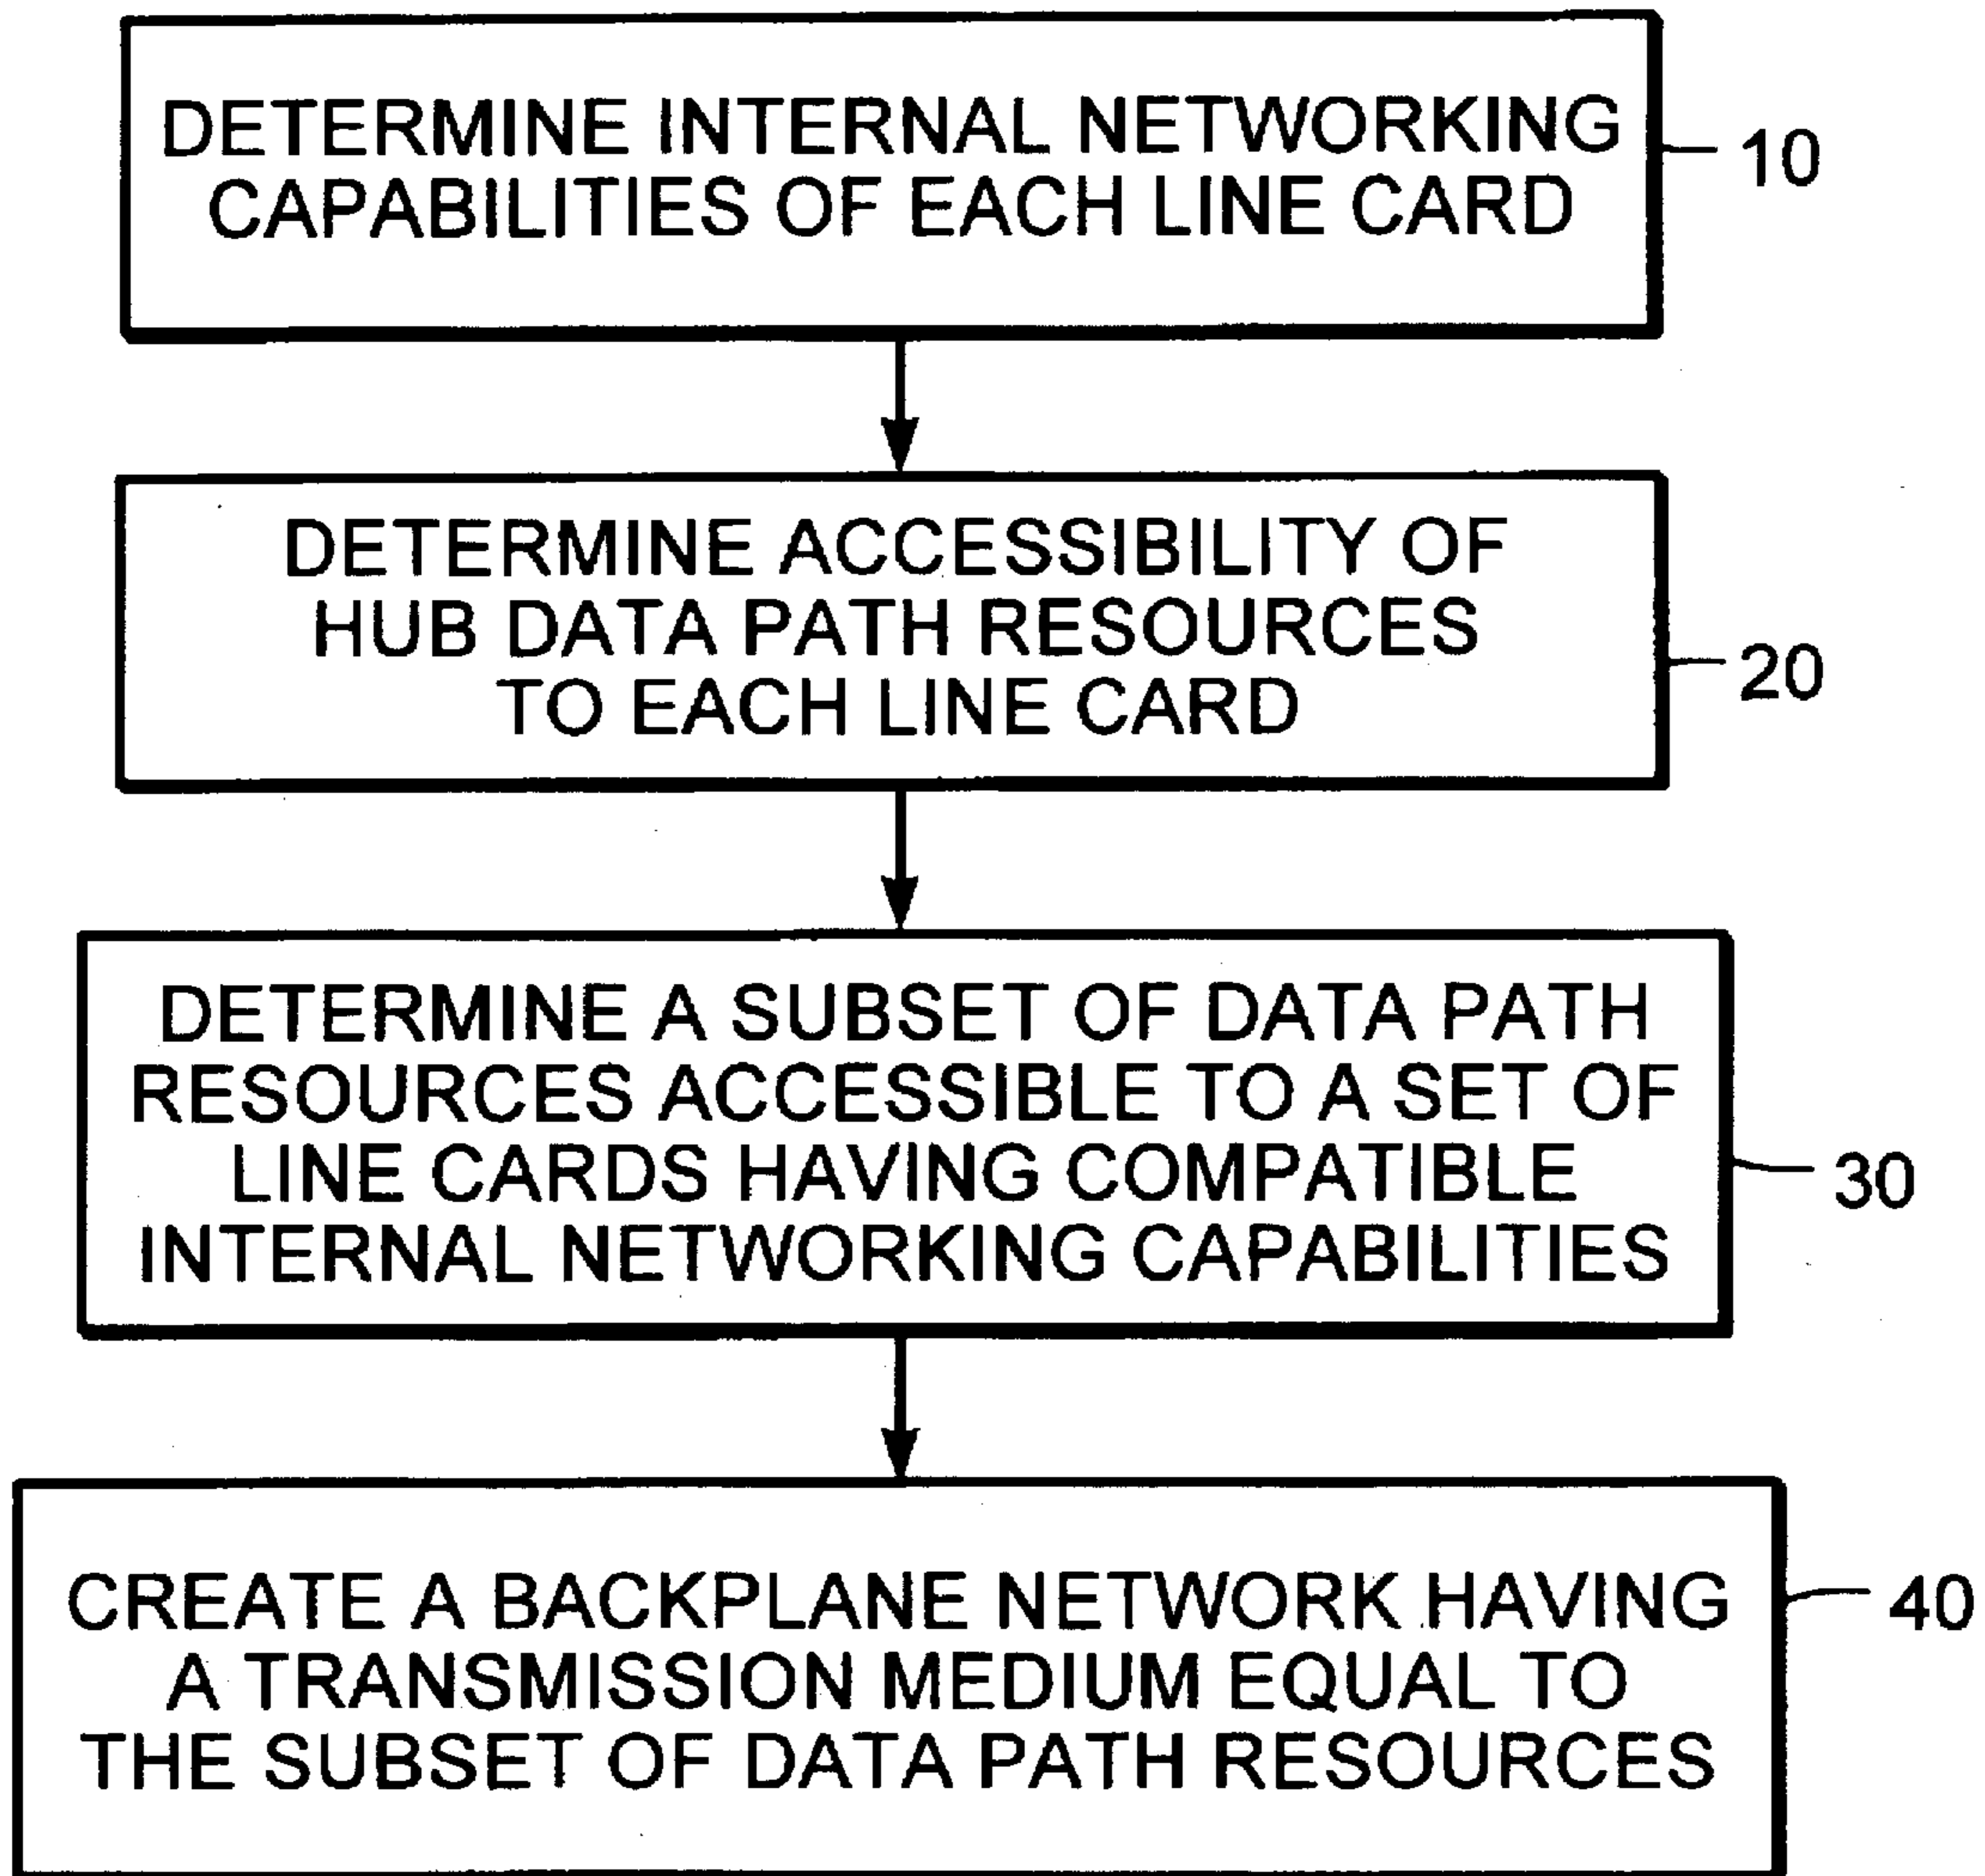 DETERMINE INTERNAL NETWORKING
CAPABILITIES OF EACH LINE CARD
10
DETERMINE ACCESSIBILITY OF
HUB DATA PATH RESOURCES
TO EACH LINE CARD
20
DETERMINE A SUBSET OF DATA PATH
RESOURCES ACCESSIBLE TO A SET OF
LINE CARDS HAVING COMPATIBLE
INTERNAL NETWORKING CAPABILITIES
30
CREATE A BACKPLANE NETWORK HAVING
A TRANSMISSION MEDIUM EQUAL TO
THE SUBSET OF DATA PATH RESOURCES
40